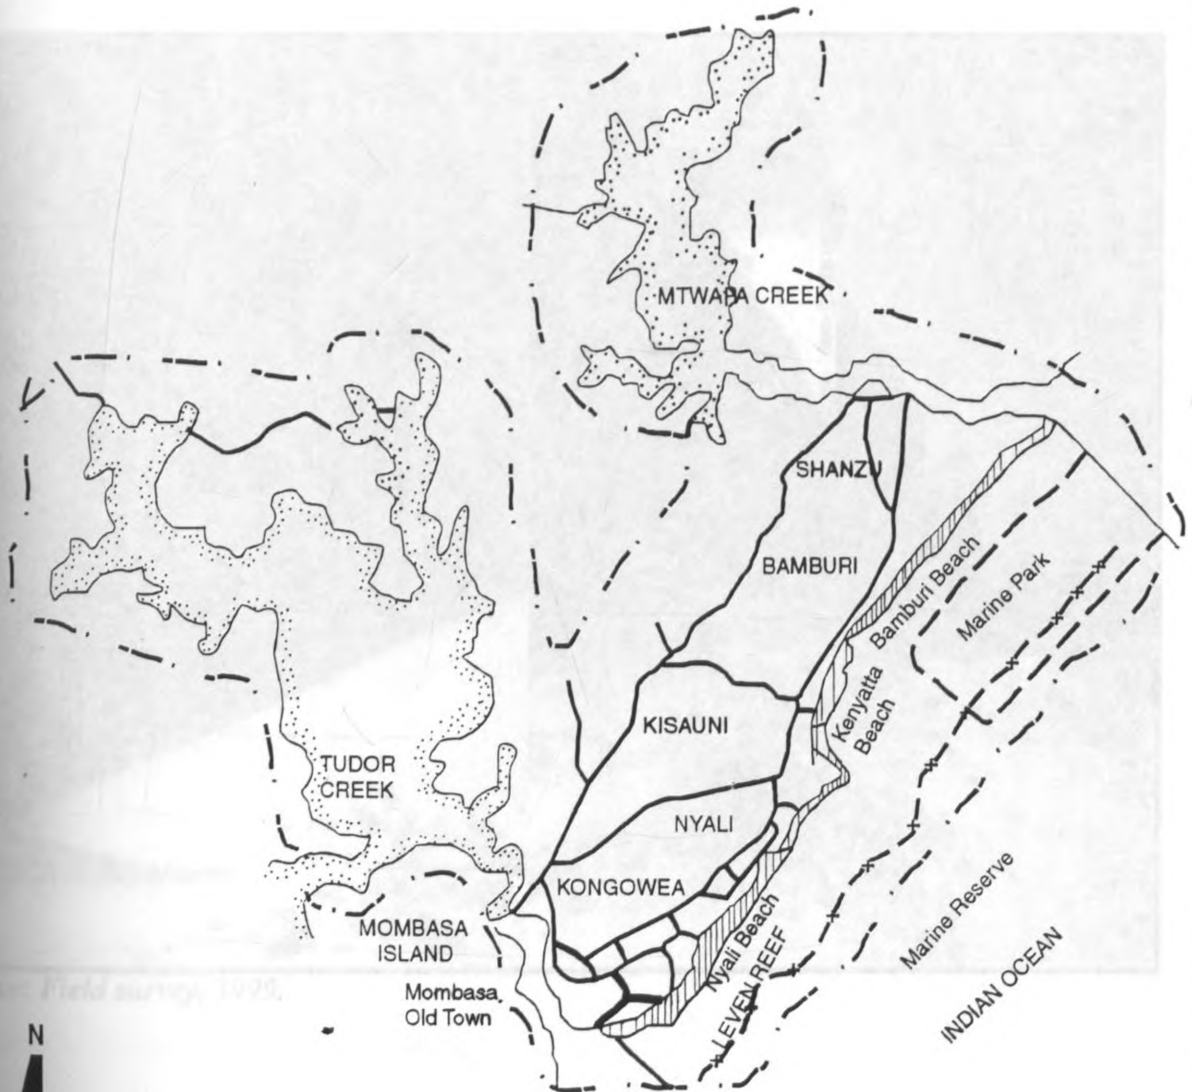 MTWAPA CREEK
SHANZU
BAMBURI
Bamburi Beach
Marine Park
KISAUNI
Kenyatta
Beach
TUDOR
CREEK
NYALI
KONGOWEA
MOMBASA
ISLAND
Nyali Beach
LEVEN REEF
Marine Reserve
INDIAN OCEAN
Mombasa
Old Town
Field survey, 1999.
N